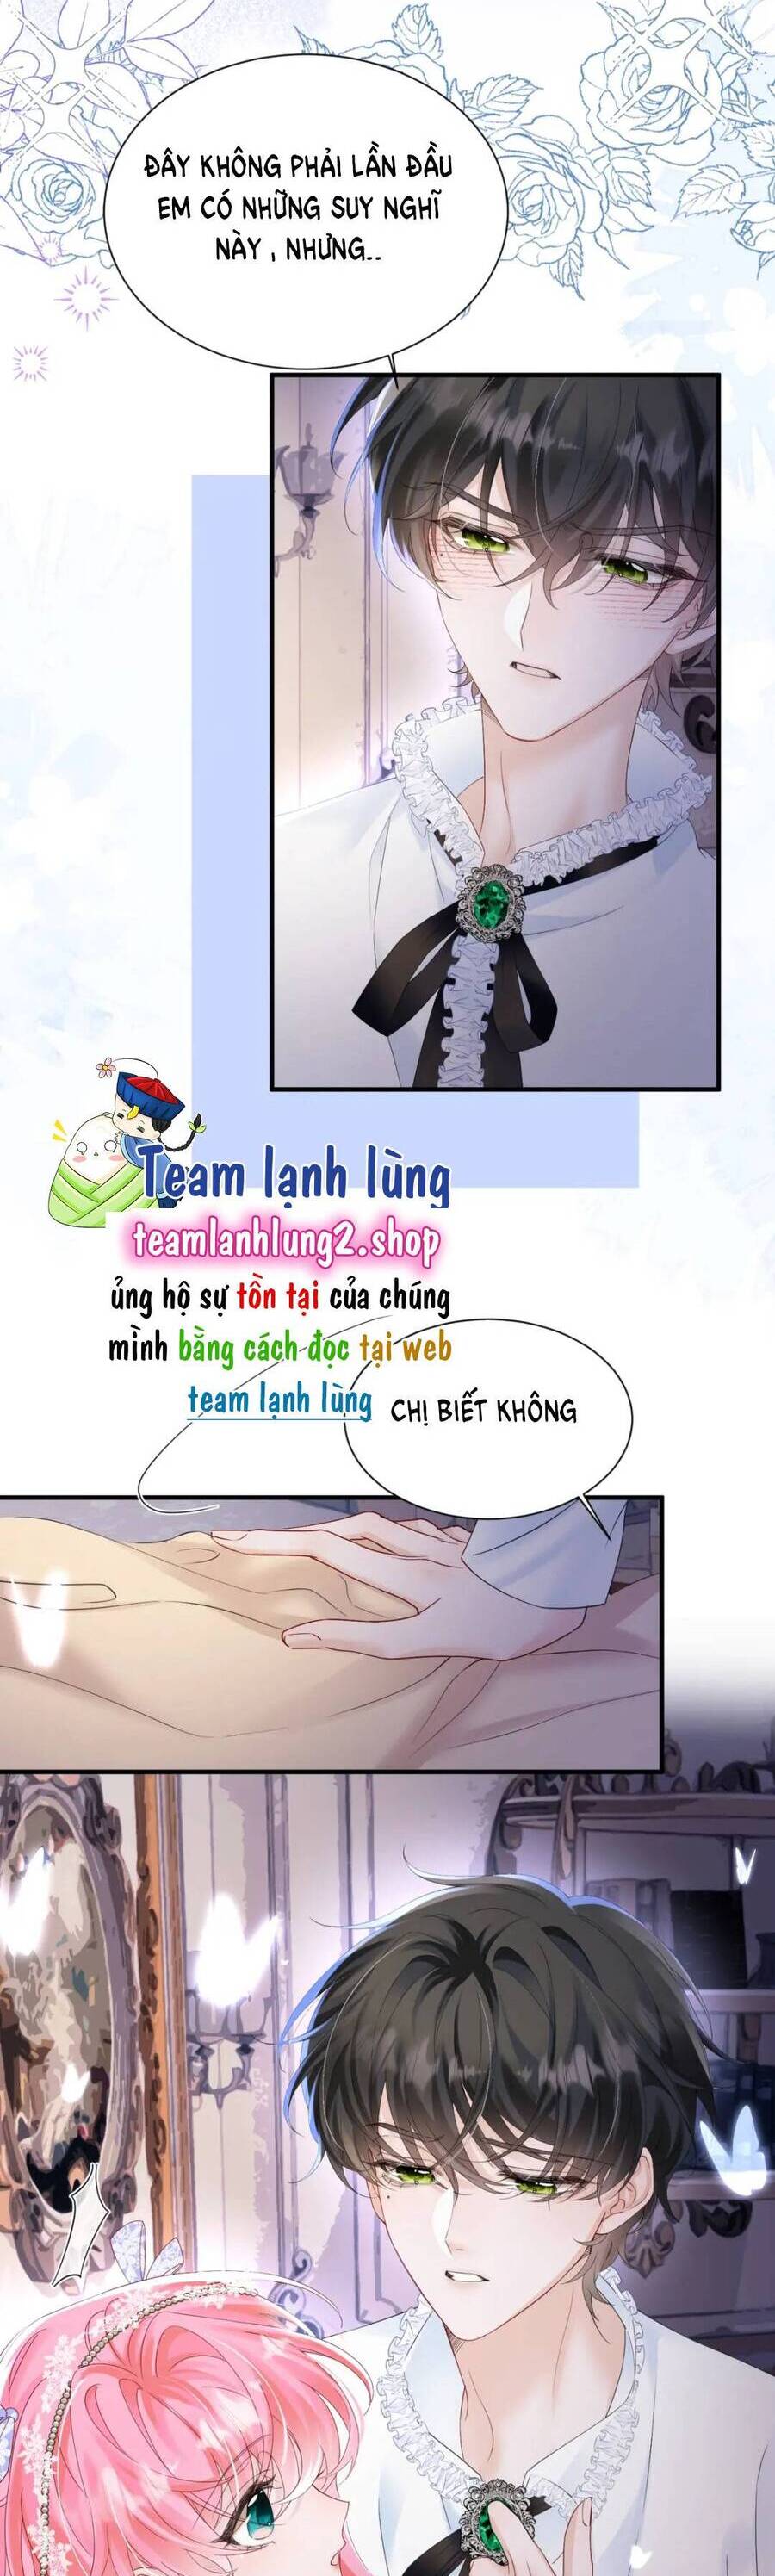 ĐÂY KHÔNG PHẢI LẦN ĐẦU
EM CÓ NHỮNG SUY NGHĨ
NÀY , NHƯNG..
Team lạnh lùng
teamlanhlung2.shop
ủng hộ sự tồn tại của chúng
mình bằng cách đọc tại web
team lạnh lùng
CHỊ BIẾT KHÔNG